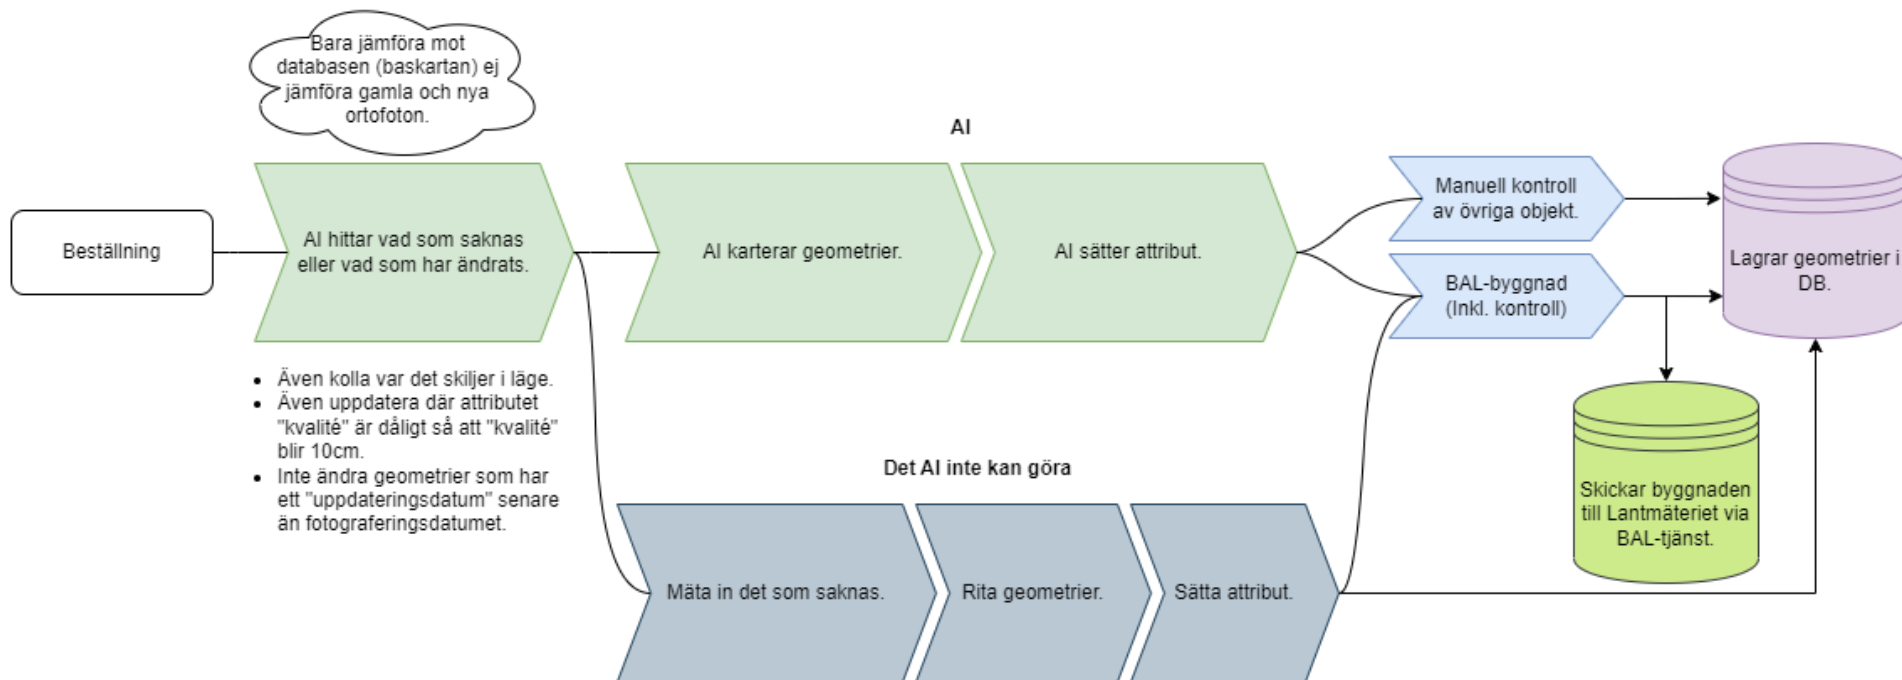 Bara jämföra mot
databasen (baskartan) ej
jämföra gamla och nya
ortofoton.
AI
Beställning
AI hittar vad som saknas
eller vad som har ändrats.
AI karterar geometrier.
AI sätter attribut.
Manuell kontroll
av övriga objekt.
BAL-byggnad
(Inkl. kontroll)
Lagrar geometrier i
DB.
• Även kolla var det skiljer i läge.
• Även uppdatera där attributet
"kvalité" är dåligt så att "kvalité"
blir 10cm.
• Inte ändra geometrier som har
ett "uppdateringsdatum" senare
än fotograferingsdatumet.
Det AI inte kan göra
Mäta in det som saknas.
Rita geometrier.
Sätta attribut.
Skickar byggnaden
till Lantmäteriet via
BAL-tjänst.